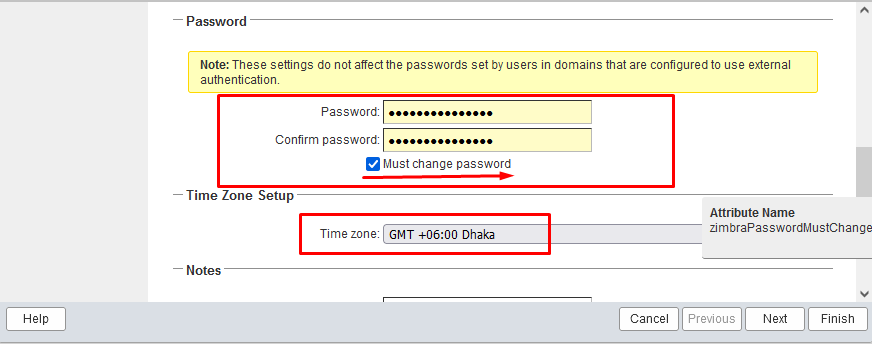 Password
Note: These settings do not affect the passwords set by users in domains that are configured to use external
authentication.
Password: ●●●●●●●●●●●●●●●
Confirm password: ●●●●●●●●●●●●●●●
Must change password
Time Zone Setup
Attribute Name
zimbraPasswordMustChange
Time zone: GMT +06:00 Dhaka
Notes
Help Cancel Previous Next Finish